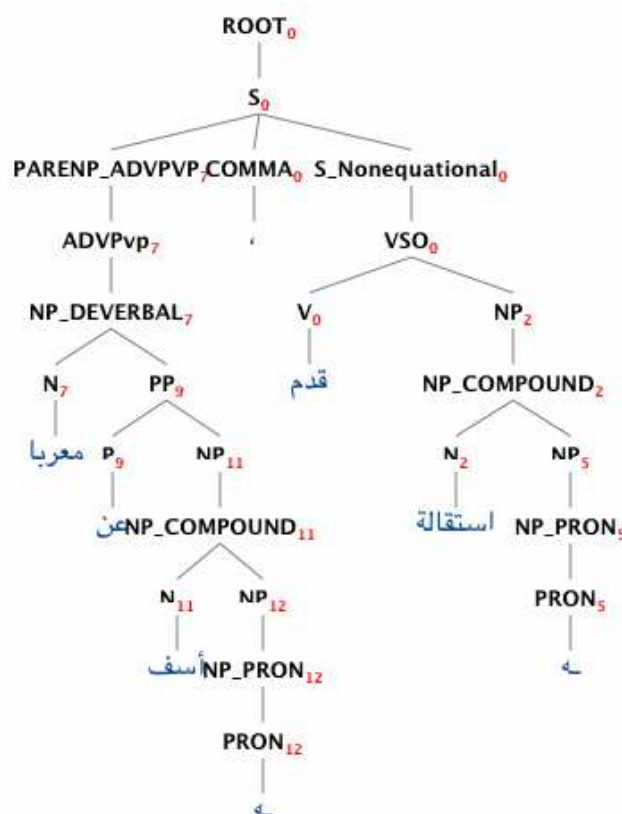 ROOT0
S0
PARENP_ADVPVP7 COMMA0 S_Nonequational0
ADVPvp7 ، VSO0
NP_DEVERBAL7 V0 NP2
N7 PP9 قدم NP_COMPOUND2
معربا P9 NP11 N2 NP5
عن NP_COMPOUND11 استقالة NP_PRON5
N11 NP12 PRON5
أسف NP_PRON12 ـه
PRON12
ـه